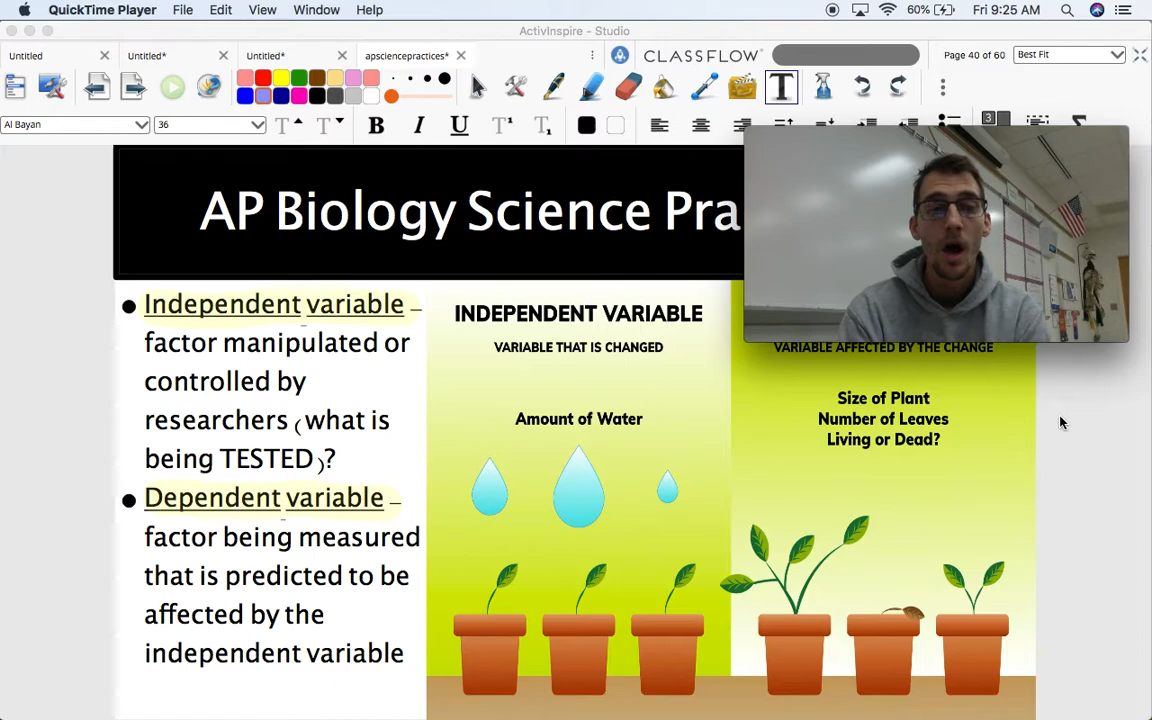 QuickTime Player File Edit View Window Help 60% Fri 9:25 AM
ActivInspire - Studio
Untitled Untitled* Untitled* apsciencepractices* CLASSFLOW Page 40 of 60 Best Fit
Al Bayan 36 B I U 3
AP Biology Science Pra
Independent variable –
factor manipulated or
controlled by
researchers (what is
being TESTED)?
Dependent variable –
factor being measured
that is predicted to be
affected by the
independent variable
INDEPENDENT VARIABLE
VARIABLE THAT IS CHANGED
Amount of Water
VARIABLE AFFECTED BY THE CHANGE
Size of Plant
Number of Leaves
Living or Dead?